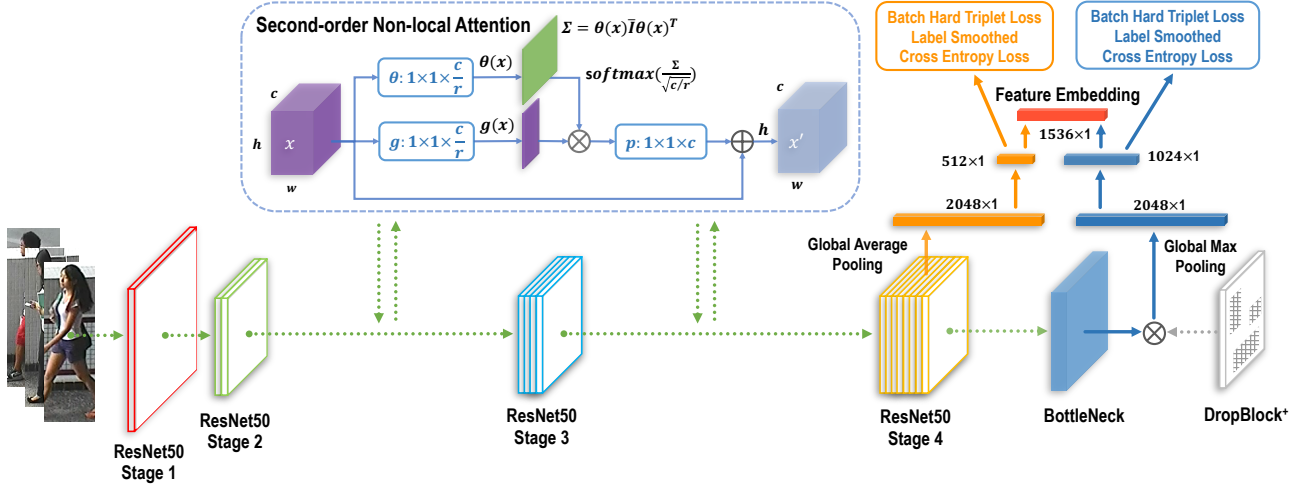 Second-order Non-local Attention
Σ = θ(x)Īθ(x)ᵀ
θ: 1×1×c/r
θ(x)
softmax(Σ/√c/r)
c
h
x
w
g: 1×1×c/r
g(x)
p: 1×1×c
h
c
x′
w
Batch Hard Triplet Loss
Label Smoothed
Cross Entropy Loss
Batch Hard Triplet Loss
Label Smoothed
Cross Entropy Loss
Feature Embedding
1536×1
512×1
1024×1
2048×1
2048×1
Global Average
Pooling
Global Max
Pooling
ResNet50
Stage 1
ResNet50
Stage 2
ResNet50
Stage 3
ResNet50
Stage 4
BottleNeck
DropBlock⁺